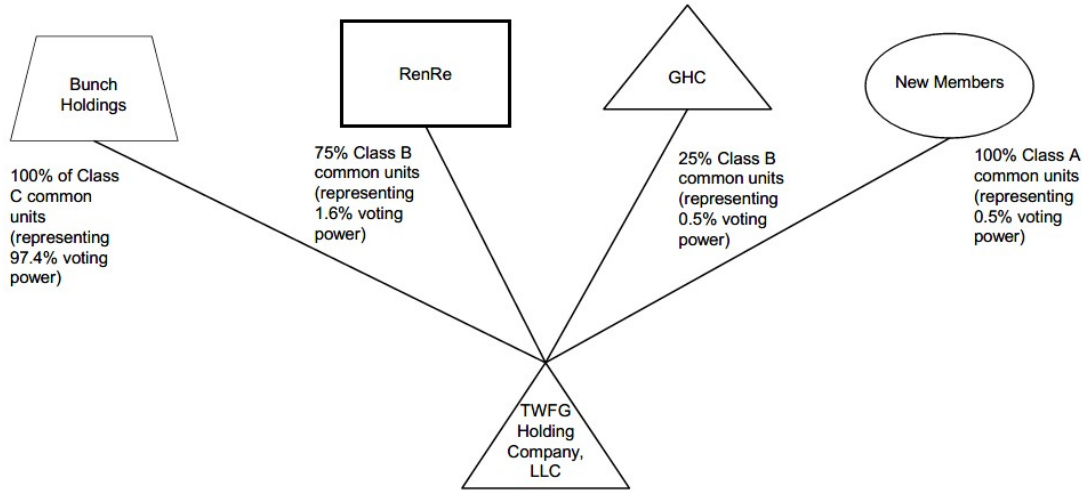 Bunch
Holdings
RenRe
GHC
New Members
100% of Class
C common
units
(representing
97.4% voting
power)
75% Class B
common units
(representing
1.6% voting
power)
25% Class B
common units
(representing
0.5% voting
power)
100% Class A
common units
(representing
0.5% voting
power)
TWFG
Holding
Company,
LLC